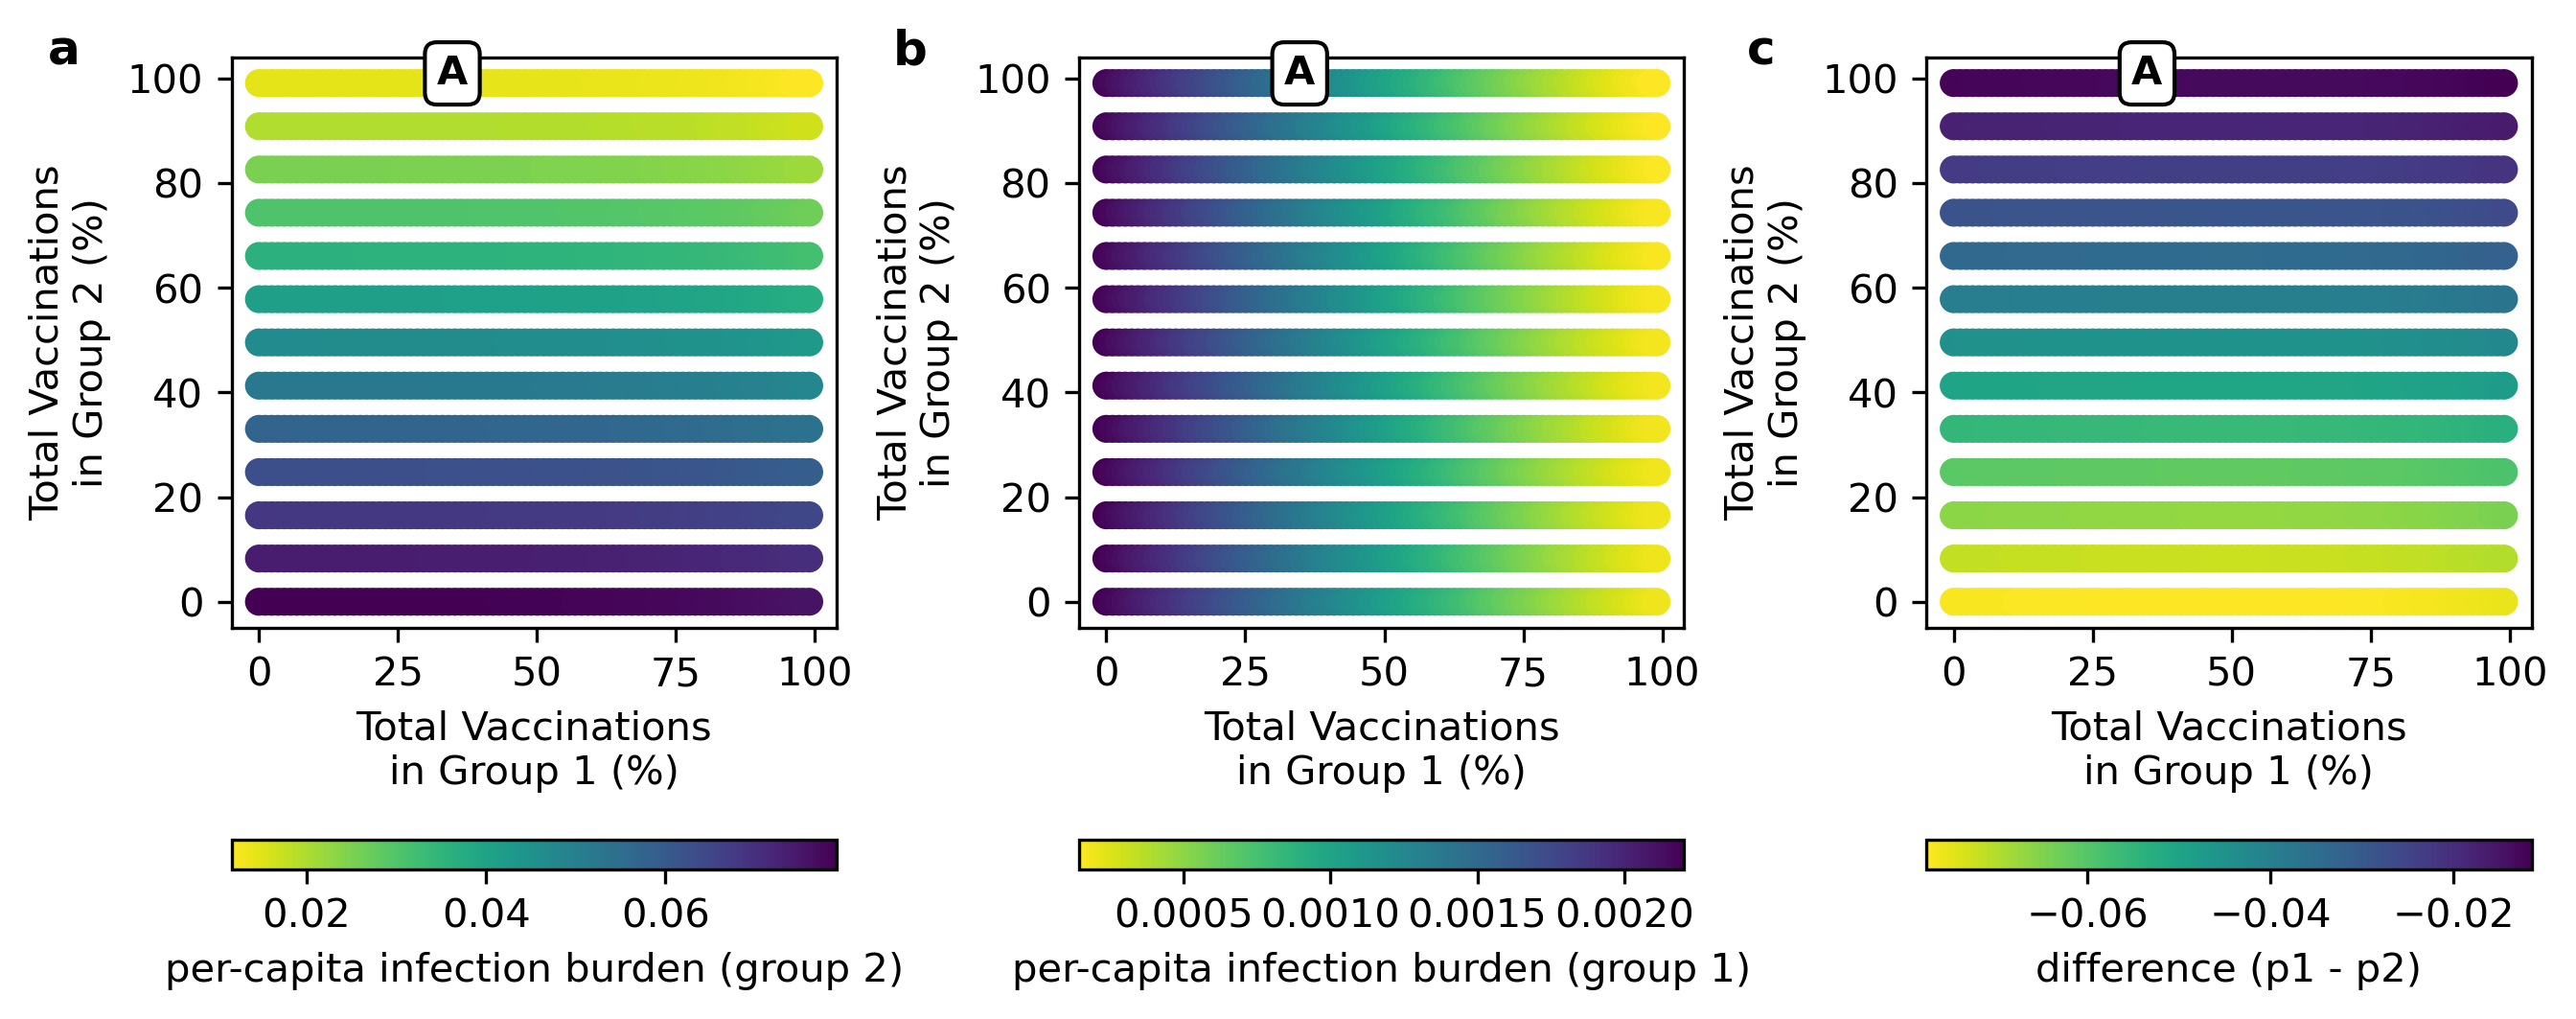 a
A
100
80
60
40
20
0
Total Vaccinations
in Group 2 (%)
0 25 50 75 100
Total Vaccinations
in Group 1 (%)
0.02 0.04 0.06
per-capita infection burden (group 2)
b
A
100
80
60
40
20
0
Total Vaccinations
in Group 2 (%)
0 25 50 75 100
Total Vaccinations
in Group 1 (%)
0.0005 0.0010 0.0015 0.0020
per-capita infection burden (group 1)
c
A
100
80
60
40
20
0
Total Vaccinations
in Group 2 (%)
0 25 50 75 100
Total Vaccinations
in Group 1 (%)
−0.06 −0.04 −0.02
difference (p1 - p2)